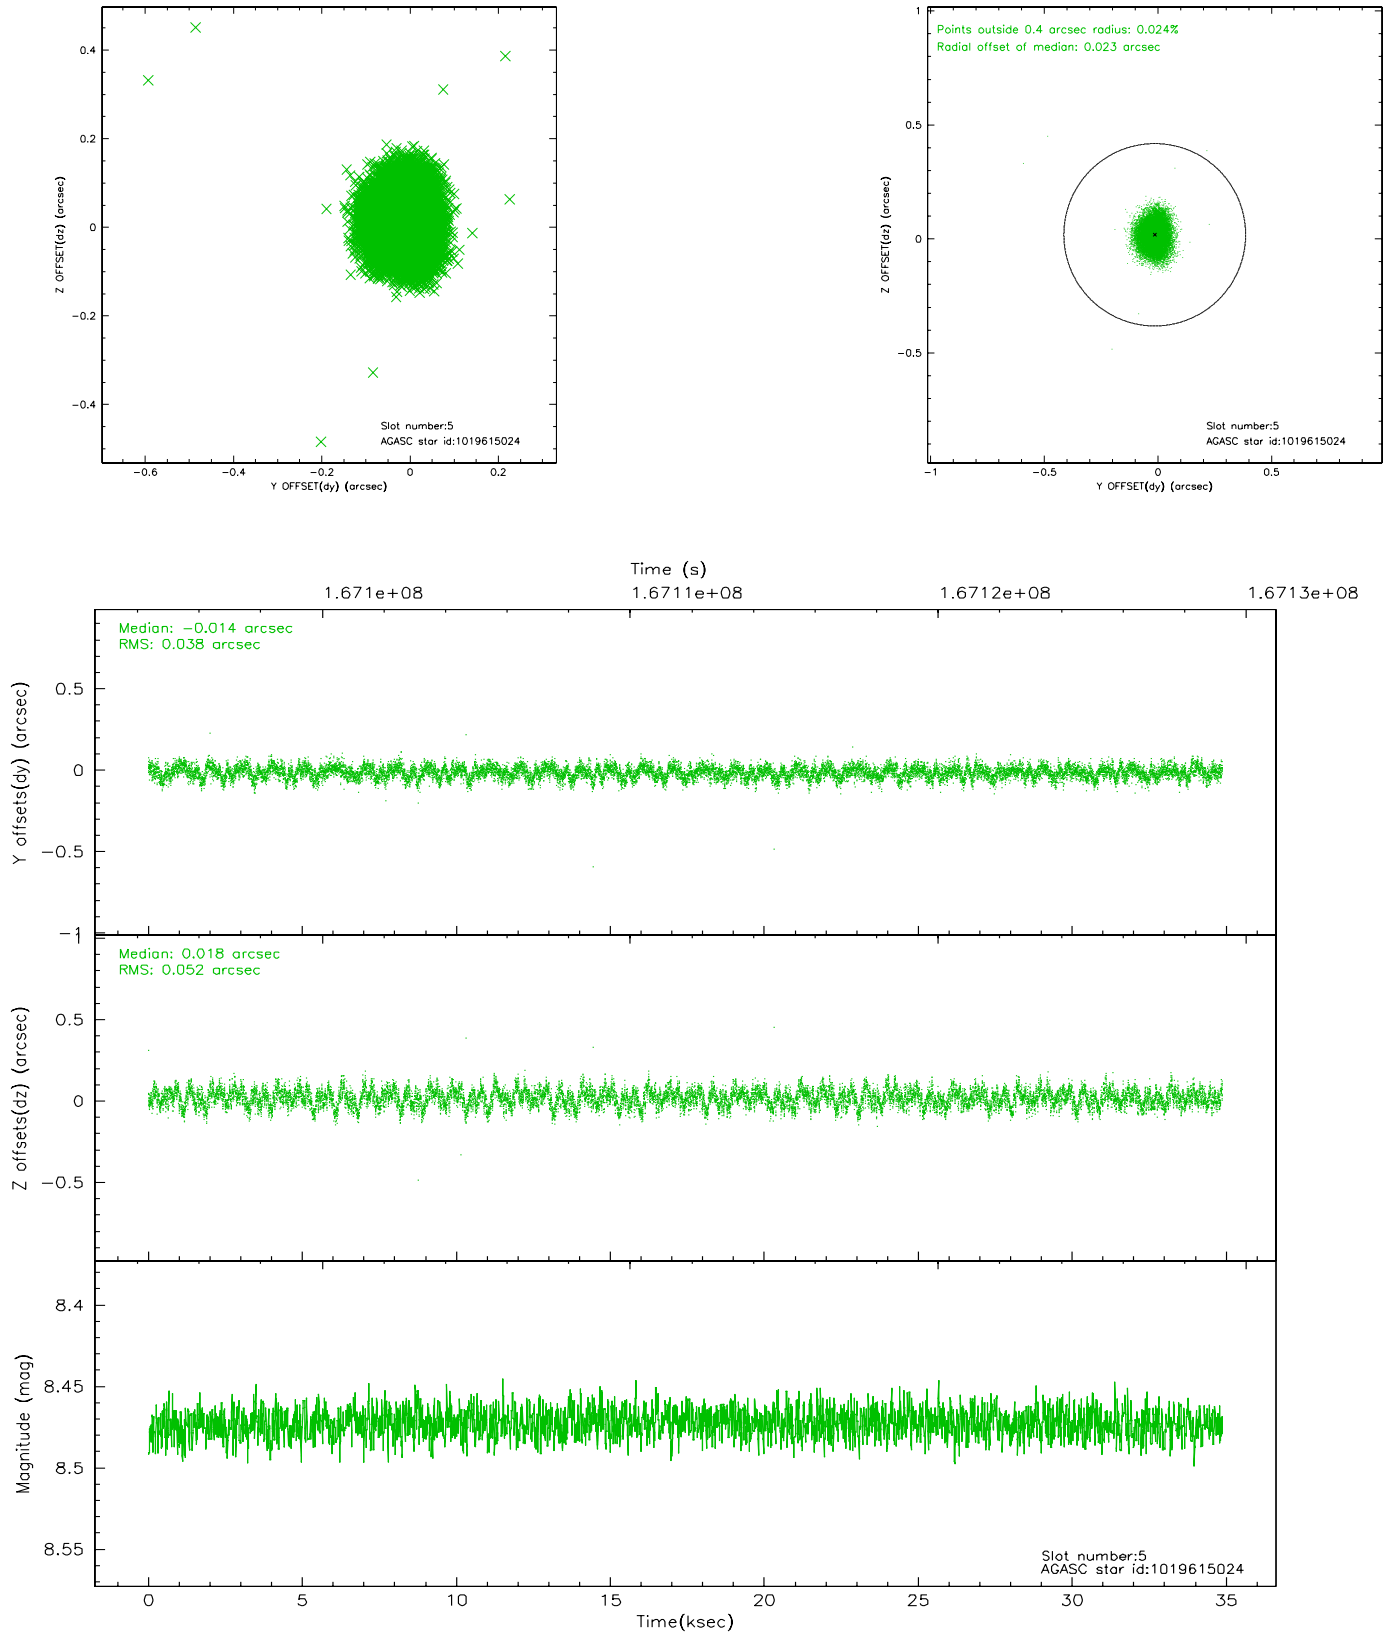 0.4
0.2
0
−0.2
−0.4
Z OFFSET(dz) (arcsec)
Slot number:5
AGASC star id:1019615024
−0.6
−0.4
−0.2
0
0.2
Y OFFSET(dy) (arcsec)
Points outside 0.4 arcsec radius: 0.024%
Radial offset of median: 0.023 arcsec
1
0.5
0
−0.5
Z OFFSET(dz) (arcsec)
Slot number:5
AGASC star id:1019615024
−1
−0.5
0
0.5
Y OFFSET(dy) (arcsec)
Time (s)
1.671e+08
1.6711e+08
1.6712e+08
1.6713e+08
Median: −0.014 arcsec
RMS: 0.038 arcsec
0.5
0
−0.5
−1
Y offsets(dy) (arcsec)
Median: 0.018 arcsec
RMS: 0.052 arcsec
1
0.5
0
−0.5
Z offsets(dz) (arcsec)
8.4
8.45
8.5
8.55
Magnitude (mag)
Slot number:5
AGASC star id:1019615024
0
5
10
15
20
25
30
35
Time(ksec)